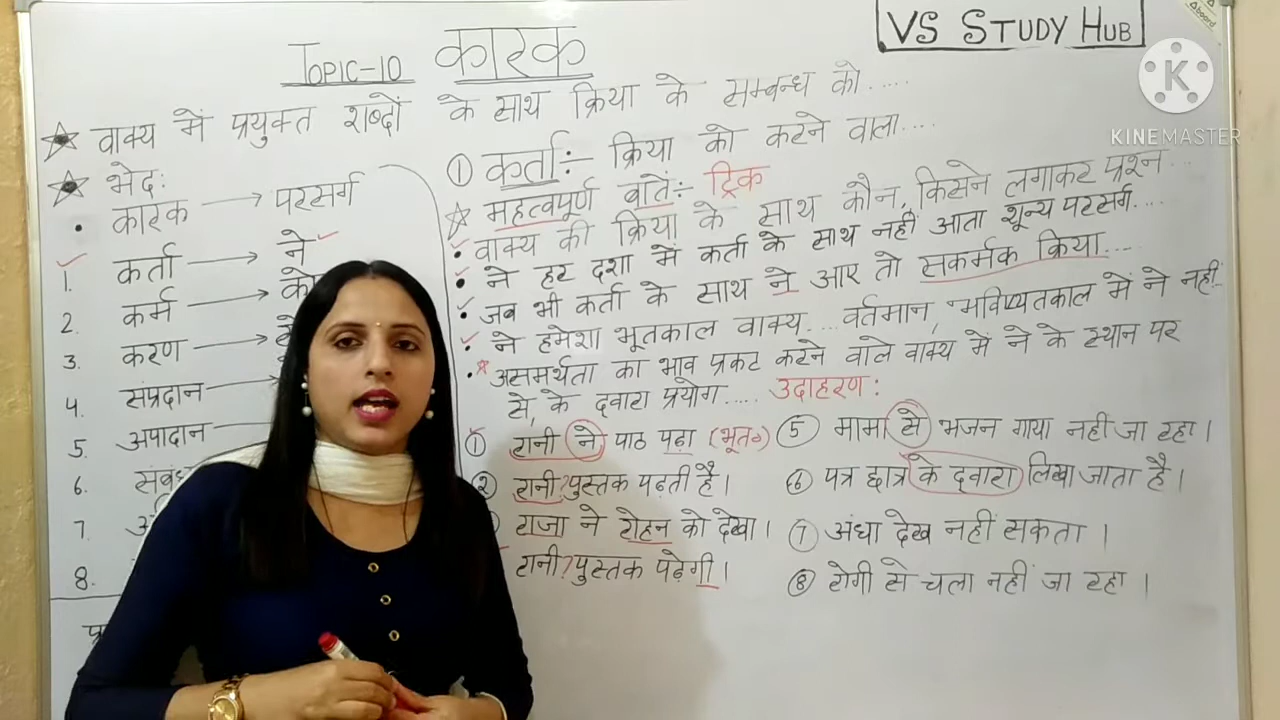 VS STUDY HUB
KINEMASTER
TOPIC-10 कारक
वाक्य में प्रयुक्त शब्दों के साथ क्रिया के सम्बन्ध को.....
भेद:
• कारक → परसर्ग
1. कर्ता → ने
2. कर्म → को
3. करण →
4. संप्रदान →
5. अपादान
6.
7.
8.
① कर्ता:- क्रिया को करने वाला....
महत्वपूर्ण बातें:- ट्रिक
• वाक्य की क्रिया के साथ कौन, किसने लगाकर प्रश्न...
• ने हर दशा में कर्ता के साथ नहीं आता शून्य परसर्ग....
• जब भी कर्ता के साथ ने आए तो सकर्मक क्रिया....
• ने हमेशा भूतकाल वाक्य... वर्तमान, भविष्यतकाल में ने नहीं..
• असमर्थता का भाव प्रकट करने वाले वाक्य में ने के स्थान पर
से, के द्वारा प्रयोग..... उदाहरण:
① रानी ने पाठ पढ़ा (भूत॰)
② रानी? पुस्तक पढ़ती है।
राजा ने रोहन को देखा।
रानी? पुस्तक पढ़ेगी।
⑤ मामा से भजन गाया नहीं जा रहा।
⑥ पत्र छात्र के द्वारा लिखा जाता है।
⑦ अंधा देख नहीं सकता।
⑧ रोगी से चला नहीं जा रहा।